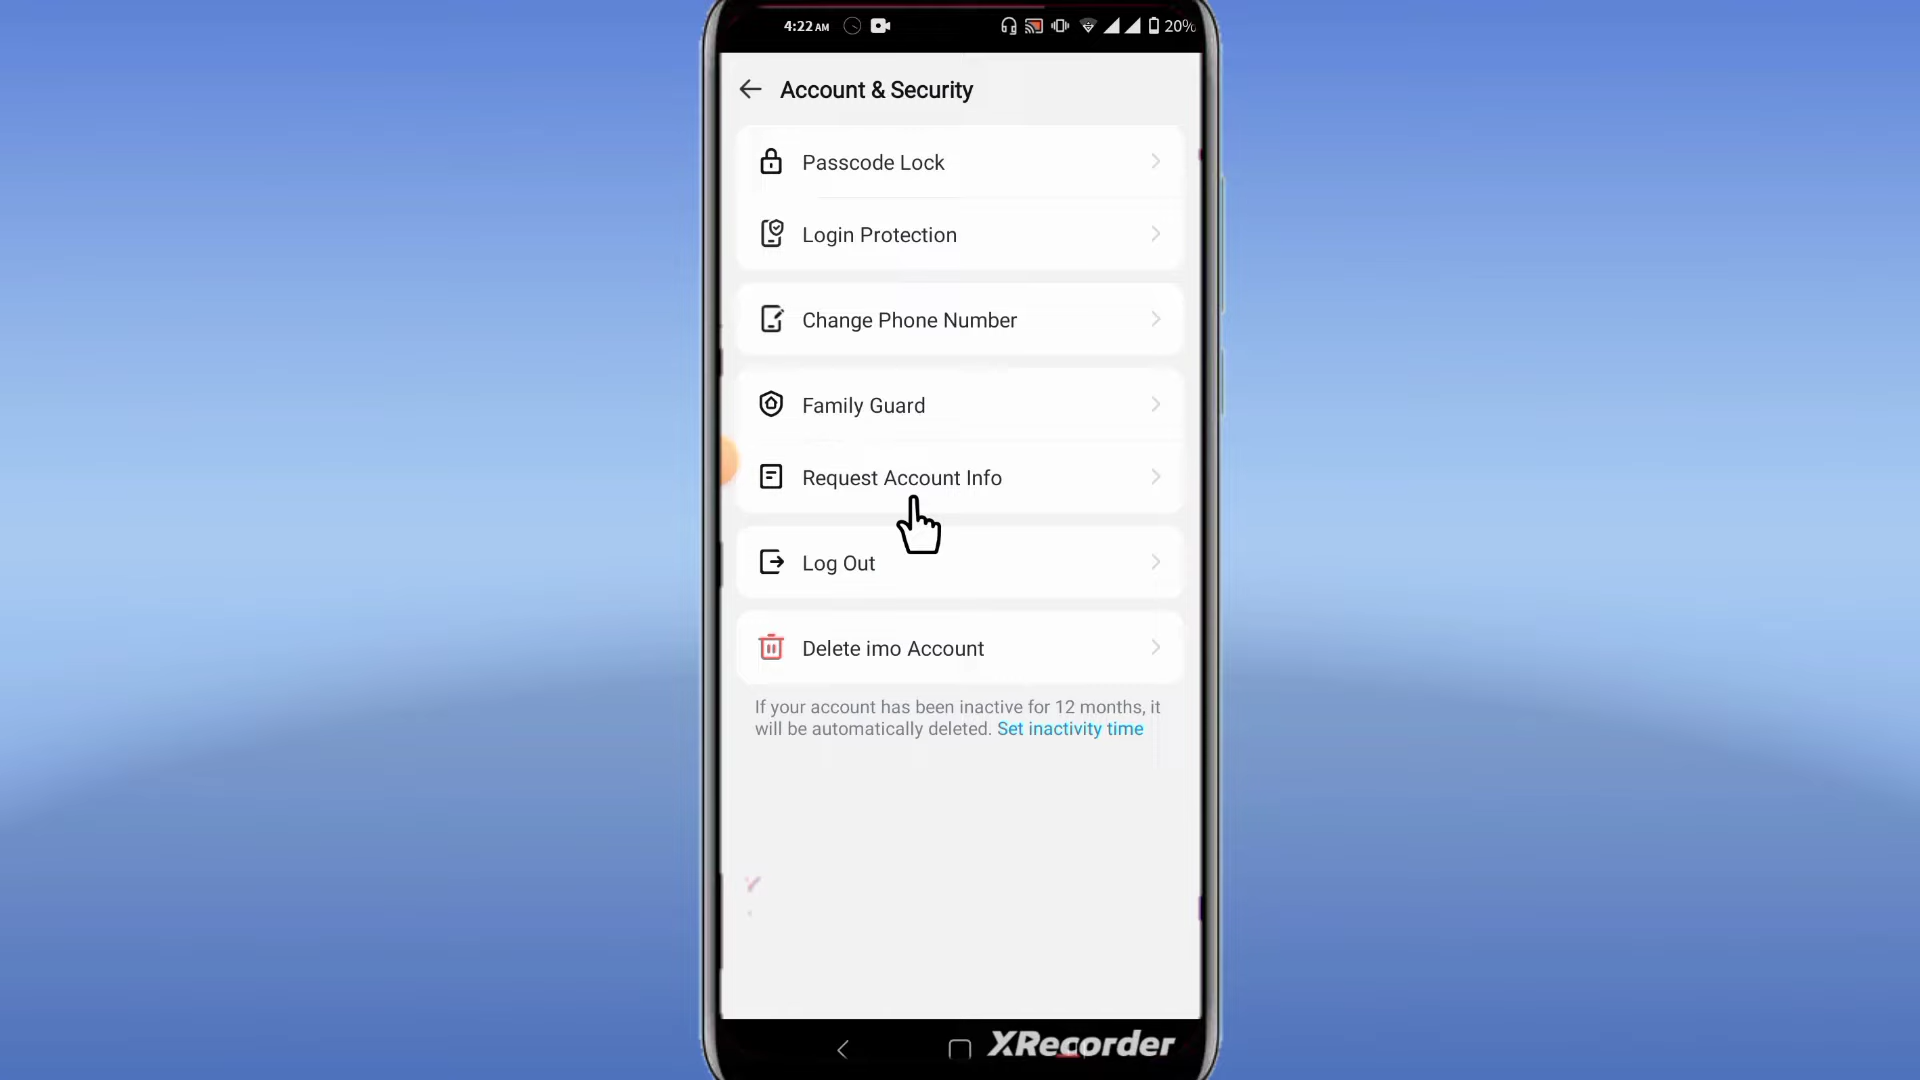 4:22 AM
20%
Account & Security
Passcode Lock
Login Protection
Change Phone Number
Family Guard
Request Account Info
Log Out
Delete imo Account
If your account has been inactive for 12 months, it
will be automatically deleted. Set inactivity time
XRecorder